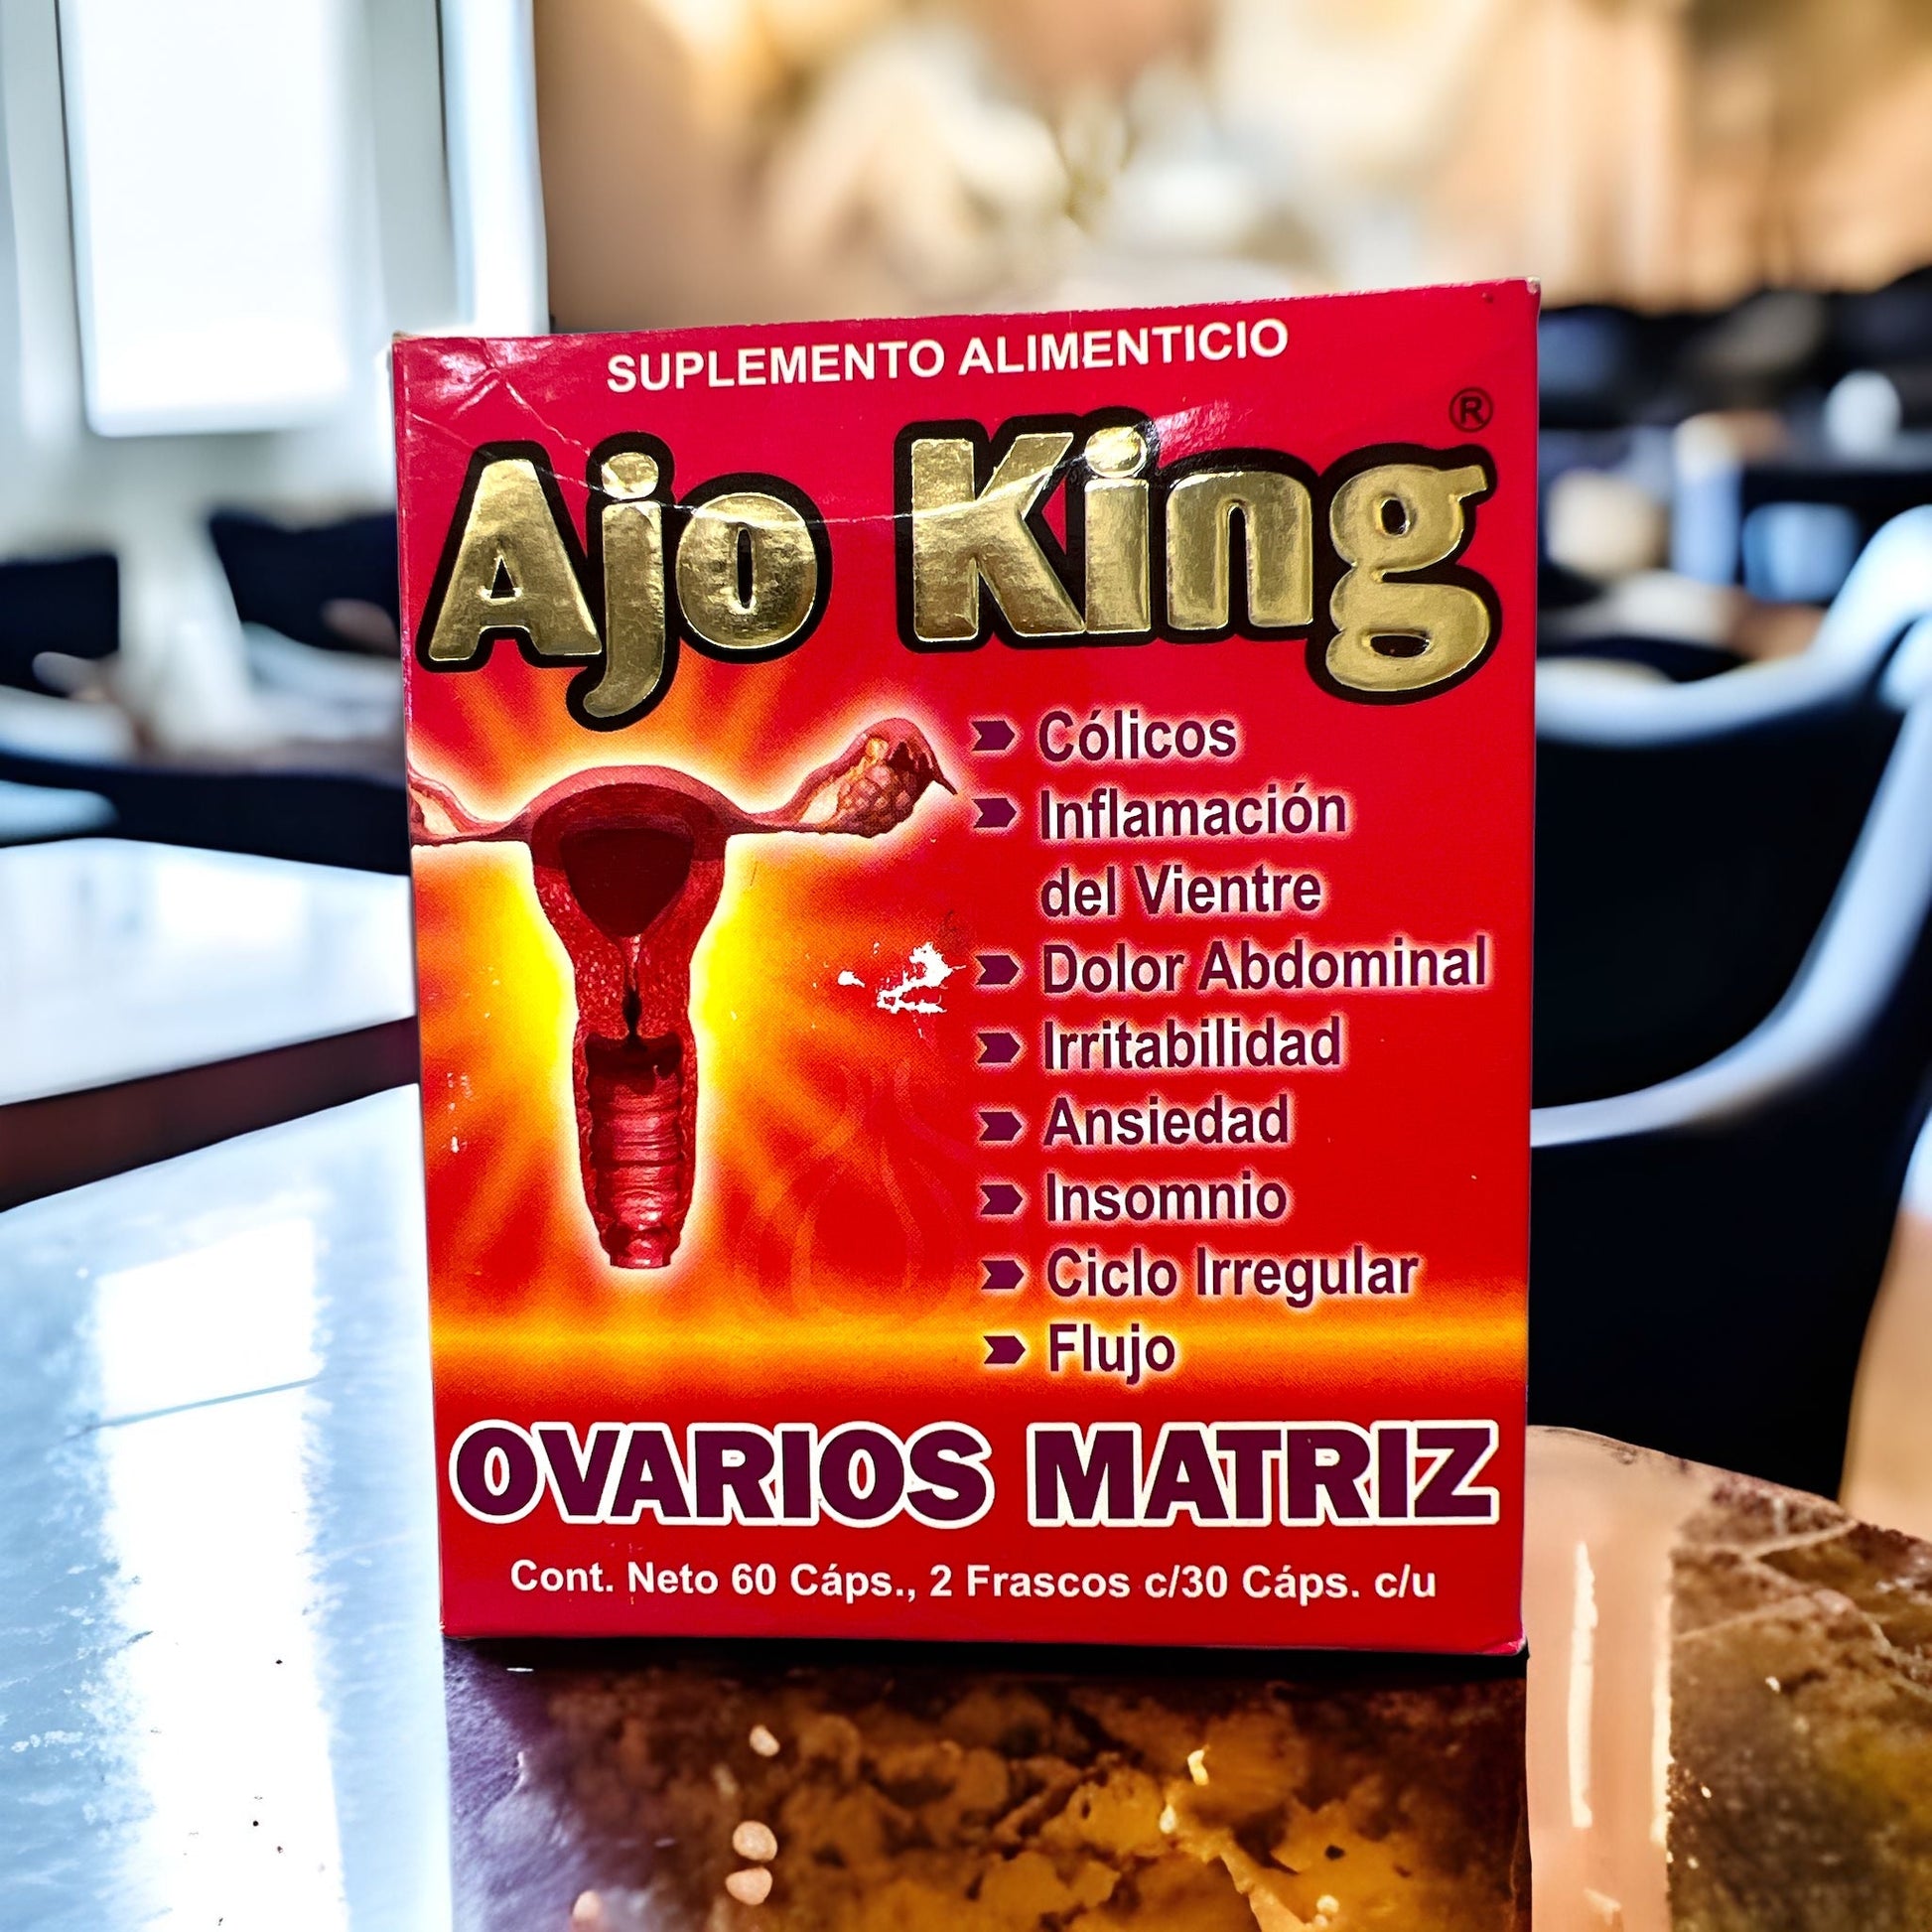 SUPLEMENTO ALIMENTICIO
Ajo King®
Cólicos
Inflamación
del Vientre
Dolor Abdominal
Irritabilidad
Ansiedad
Insomnio
Ciclo Irregular
Flujo
OVARIOS MATRIZ
Cont. Neto 60 Cáps., 2 Frascos c/30 Cáps. c/u